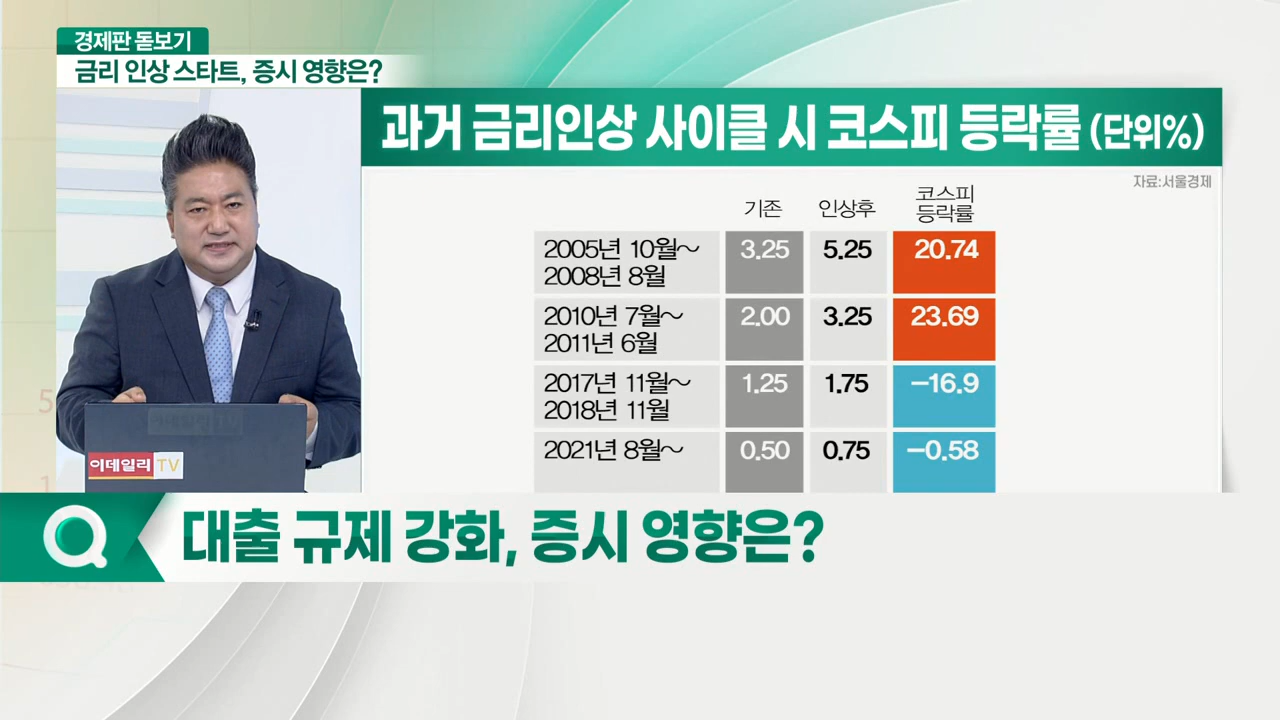 경제판 돋보기
금리 인상 스타트, 증시 영향은?
과거 금리인상 사이클 시 코스피 등락률 (단위%)
자료:서울경제
기존 인상후 코스피 등락률
2005년 10월~ 2008년 8월 3.25 5.25 20.74
2010년 7월~ 2011년 6월 2.00 3.25 23.69
2017년 11월~ 2018년 11월 1.25 1.75 -16.9
2021년 8월~ 0.50 0.75 -0.58
이데일리 TV
이데일리 TV
대출 규제 강화, 증시 영향은?